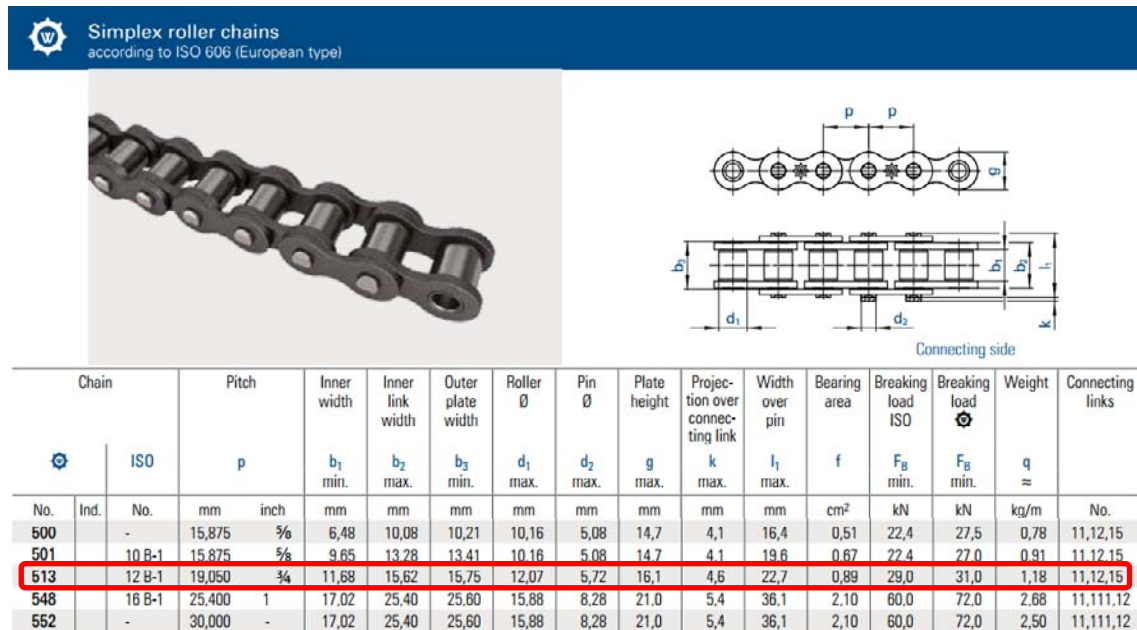 Simplex roller chains
according to ISO 606 (European type)
p p
g
b₃ b₁ b₂ l₁
d₁ d₂ k
Connecting side
Chain Pitch Inner width Inner link width Outer plate width Roller Ø Pin Ø Plate height Projec-tion over connec-ting link Width over pin Bearing area Breaking load ISO Breaking load Weight Connecting links
ISO p b₁ min. b₂ max. b₃ min. d₁ max. d₂ max. g max. k max. l₁ max. f F_B min. F_B min. q ≈
No. Ind. No. mm inch mm mm mm mm mm mm mm mm cm² kN kN kg/m No.
500 - 15,875 ⅝ 6,48 10,08 10,21 10,16 5,08 14,7 4,1 16,4 0,51 22,4 27,5 0,78 11,12,15
501 10 B-1 15,875 ⅝ 9,65 13,28 13,41 10,16 5,08 14,7 4,1 19,6 0,67 22,4 27,0 0,91 11,12,15
513 12 B-1 19,050 ¾ 11,68 15,62 15,75 12,07 5,72 16,1 4,6 22,7 0,89 29,0 31,0 1,18 11,12,15
548 16 B-1 25,400 1 17,02 25,40 25,60 15,88 8,28 21,0 5,4 36,1 2,10 60,0 72,0 2,68 11,111,12
552 - 30,000 - 17,02 25,40 25,60 15,88 8,28 21,0 5,4 36,1 2,10 60,0 72,0 2,50 11,111,12